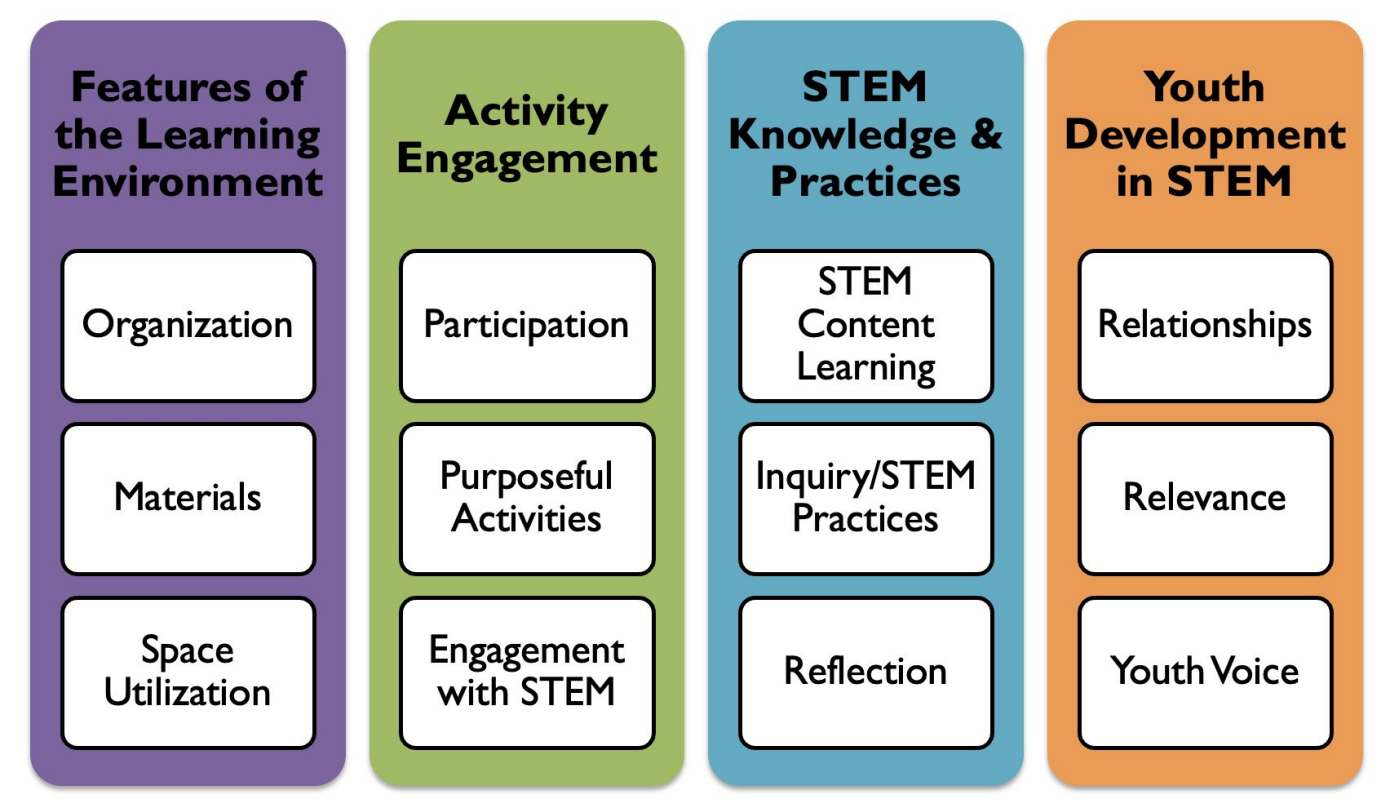 Features of
the Learning
Environment
Organization
Materials
Space
Utilization
Activity
Engagement
Participation
Purposeful
Activities
Engagement
with STEM
STEM
Knowledge &
Practices
STEM
Content
Learning
Inquiry/STEM
Practices
Reflection
Youth
Development
in STEM
Relationships
Relevance
Youth Voice